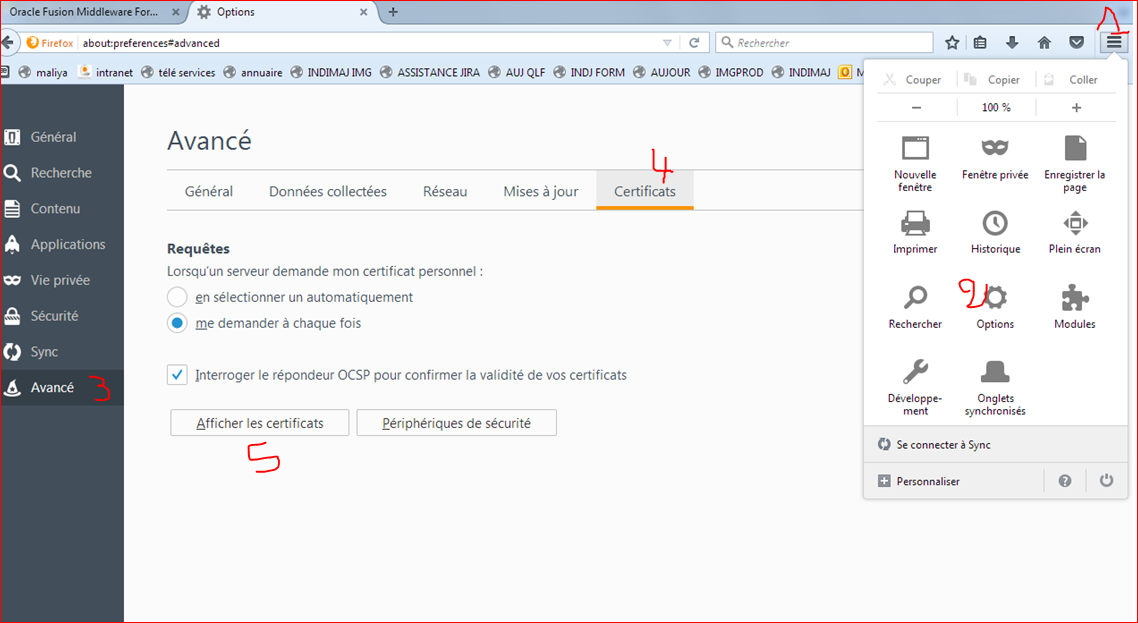 Oracle Fusion Middleware For...
Options
1
Firefox about:preferences#advanced
Rechercher
maliya intranet télé services annuaire INDIMAJ IMG ASSISTANCE JIRA AUJ QLF INDJ FORM AUJOUR IMGPROD INDIMAJ
Couper Copier Coller
− 100 % +
Nouvelle fenêtre
Fenêtre privée
Enregistrer la page
Imprimer
Historique
Plein écran
Rechercher
2
Options
Modules
Développe-
ment
Onglets
synchronisés
Se connecter à Sync
Personnaliser
Général
Recherche
Contenu
Applications
Vie privée
Sécurité
Sync
Avancé 3
Avancé
4
Général Données collectées Réseau Mises à jour Certificats
Requêtes
Lorsqu'un serveur demande mon certificat personnel :
en sélectionner un automatiquement
me demander à chaque fois
Interroger le répondeur OCSP pour confirmer la validité de vos certificats
Afficher les certificats Périphériques de sécurité
5